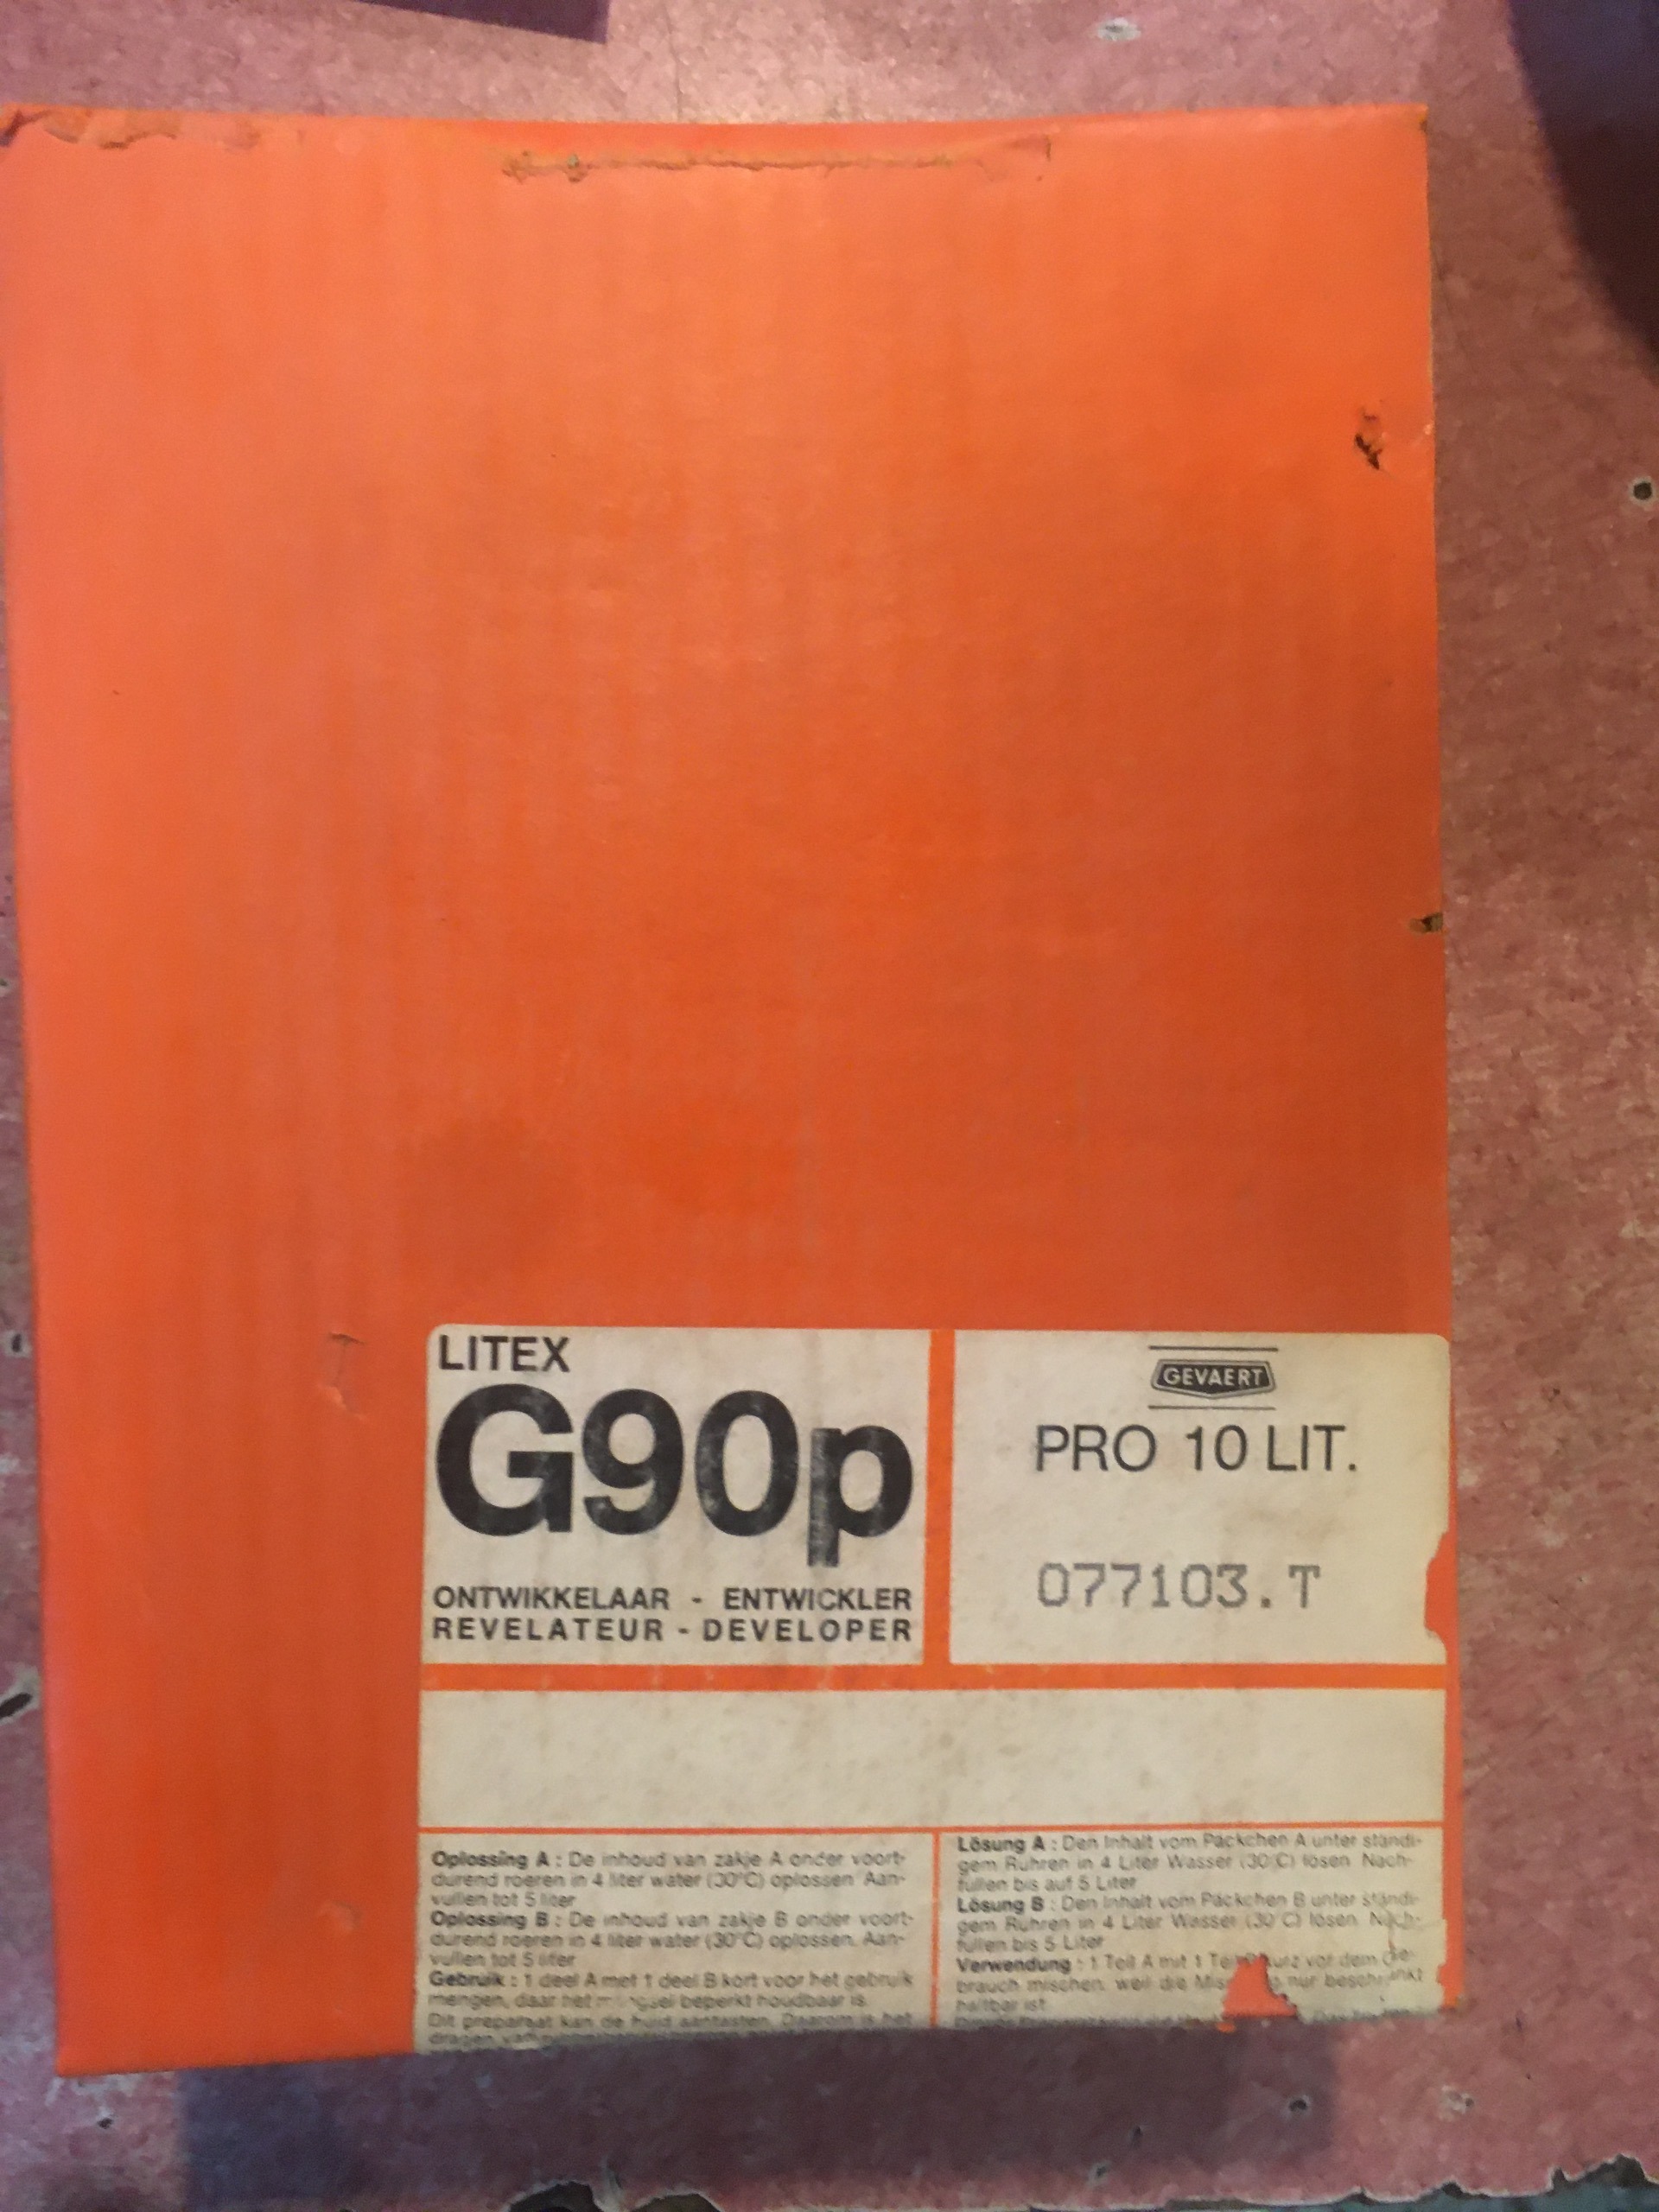 LITEX
G90p
ONTWIKKELAAR - ENTWICKLER
REVELATEUR - DEVELOPER
GEVAERT
PRO 10 LIT.
077103.T
Oplossing A : De inhoud van zakje A onder voort-
durend roeren in 4 liter water (30°C) oplossen Aan-
vullen tot 5 liter
Oplossing B : De inhoud van zakje B onder voort-
durend roeren in 4 liter water (30°C) oplossen. Aan-
vullen tot 5 liter
Gebruik : 1 deel A met 1 deel B kort voor het gebruik
mengen, daar het beperkt houdbaar is.
Dit preparaat kan de huid aantasten. Daarom is het
dragen
Lösung A : Den Inhalt vom Päckchen A unter ständi-
gem Rühren in 4 Liter Wasser (30°C) lösen Nach-
füllen bis auf 5 Liter
Lösung B : Den Inhalt vom Päckchen B unter ständi-
gem Rühren in 4 Liter Wasser (30°C) lösen. Nach-
füllen bis 5 Liter
Verwendung : 1 Teil A mit 1 Teil kurz vor dem Ge-
brauch mischen, weil die nur beschränkt
haltbar ist